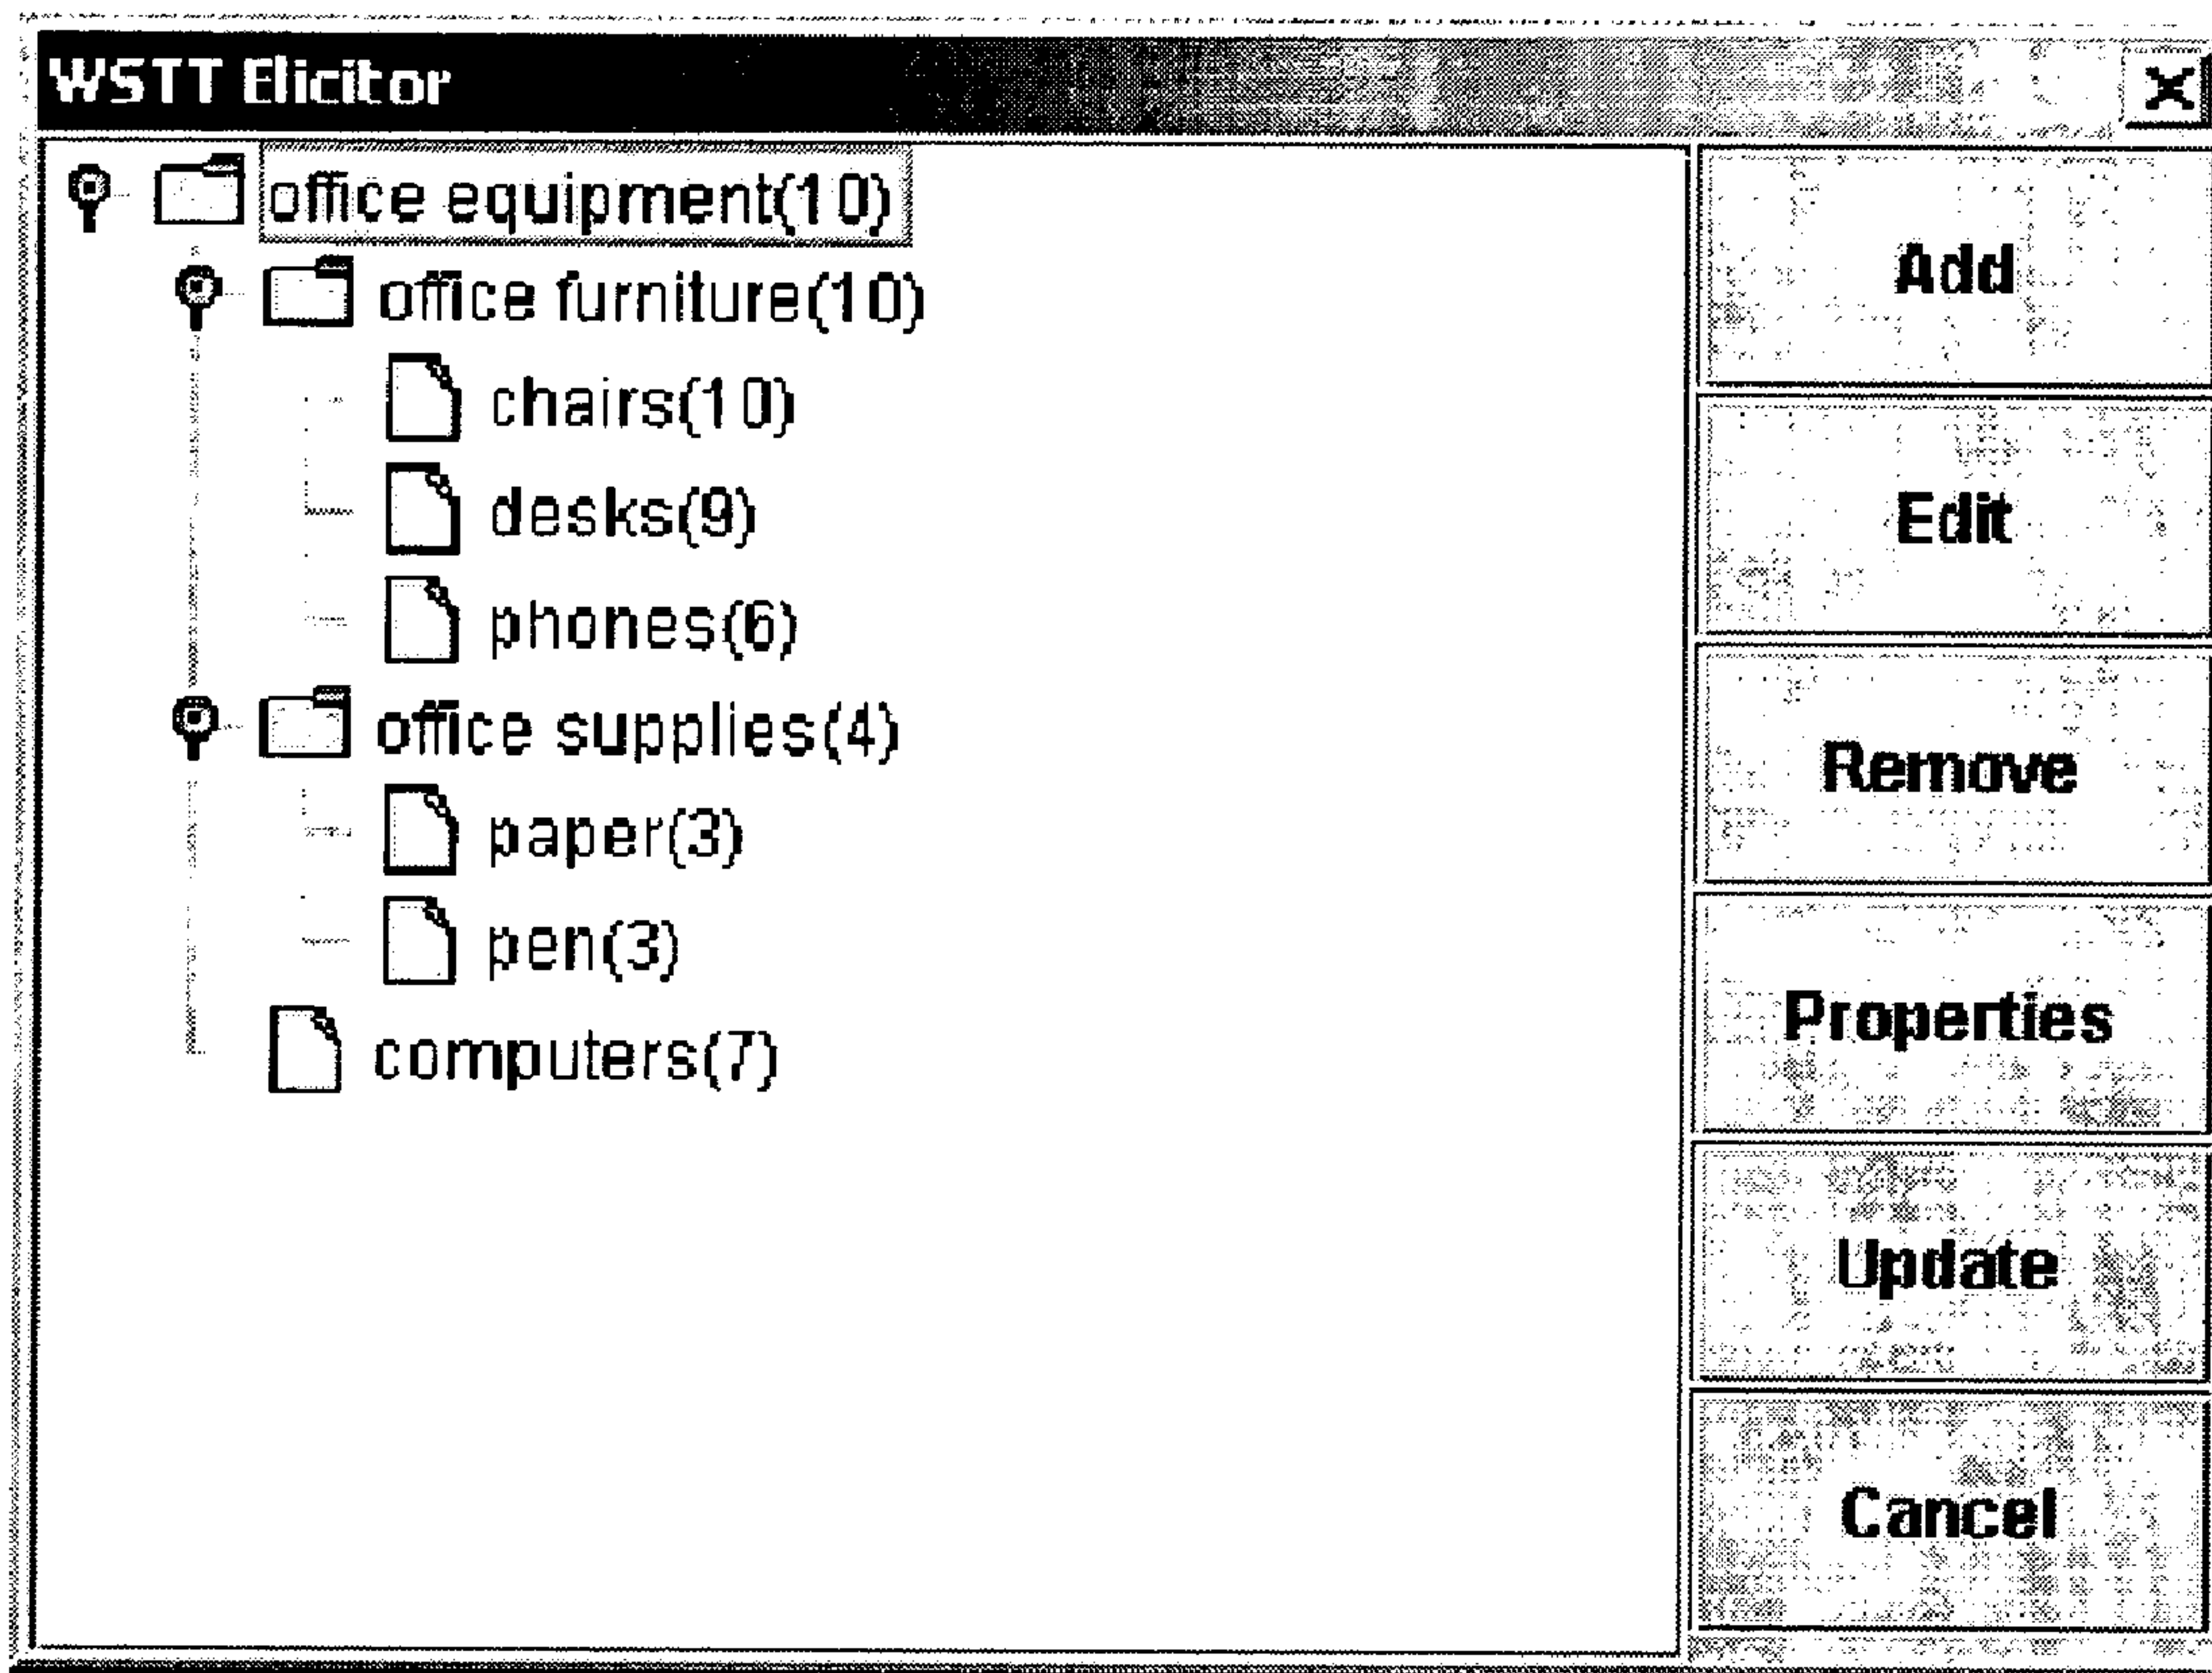 WSTT Elicitor
office equipment(10)
office furniture(10)
chairs(10)
desks(9)
phones(6)
office supplies(4)
paper(3)
pen(3)
computers(7)
Add
Edit
Remove
Properties
Update
Cancel